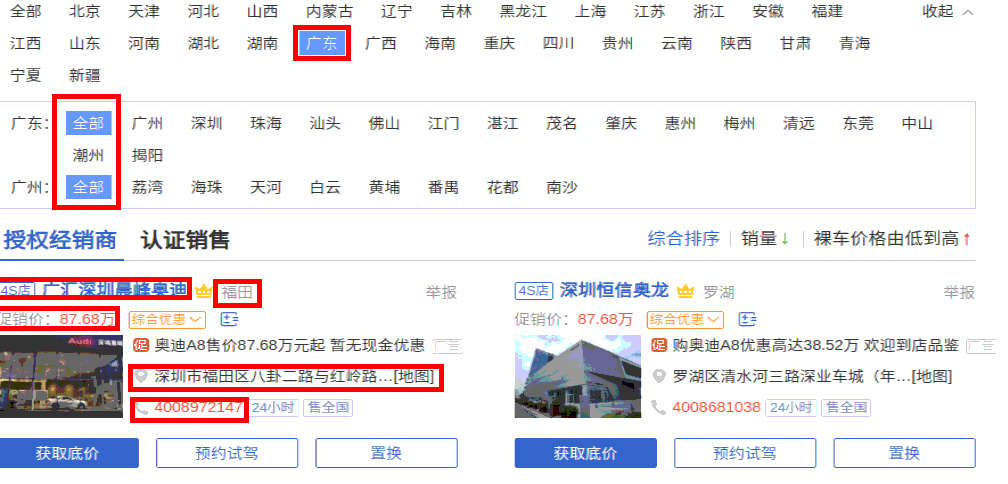 全部 北京 天津 河北 山西 内蒙古 辽宁 吉林 黑龙江 上海 江苏 浙江 安徽 福建 收起
江西 山东 河南 湖北 湖南 广东 广西 海南 重庆 四川 贵州 云南 陕西 甘肃 青海
宁夏 新疆
广东： 全部 广州 深圳 珠海 汕头 佛山 江门 湛江 茂名 肇庆 惠州 梅州 清远 东莞 中山
潮州 揭阳
广州： 全部 荔湾 海珠 天河 白云 黄埔 番禺 花都 南沙
授权经销商 认证销售 综合排序 销量↓ 裸车价格由低到高↑
4S店 广汇深圳晨峰奥迪 福田 举报 4S店 深圳恒信奥龙 罗湖 举报
促销价：87.68万 综合优惠 促销价：87.68万 综合优惠
Audi
促 奥迪A8售价87.68万元起 暂无现金优惠 广告 促 购奥迪A8优惠高达38.52万 欢迎到店品鉴 广告
深圳市福田区八卦二路与红岭路…[地图] 罗湖区清水河三路深业车城（年…[地图]
4008972147 24小时 售全国 4008681038 24小时 售全国
获取底价 预约试驾 置换 获取底价 预约试驾 置换